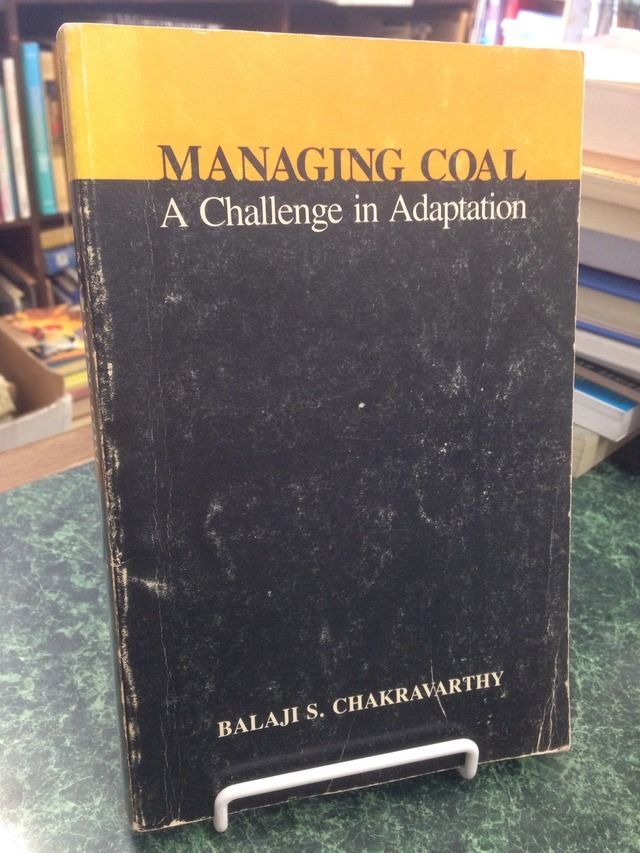 MANAGING COAL
A Challenge in Adaptation
BALAJI S. CHAKRAVARTHY